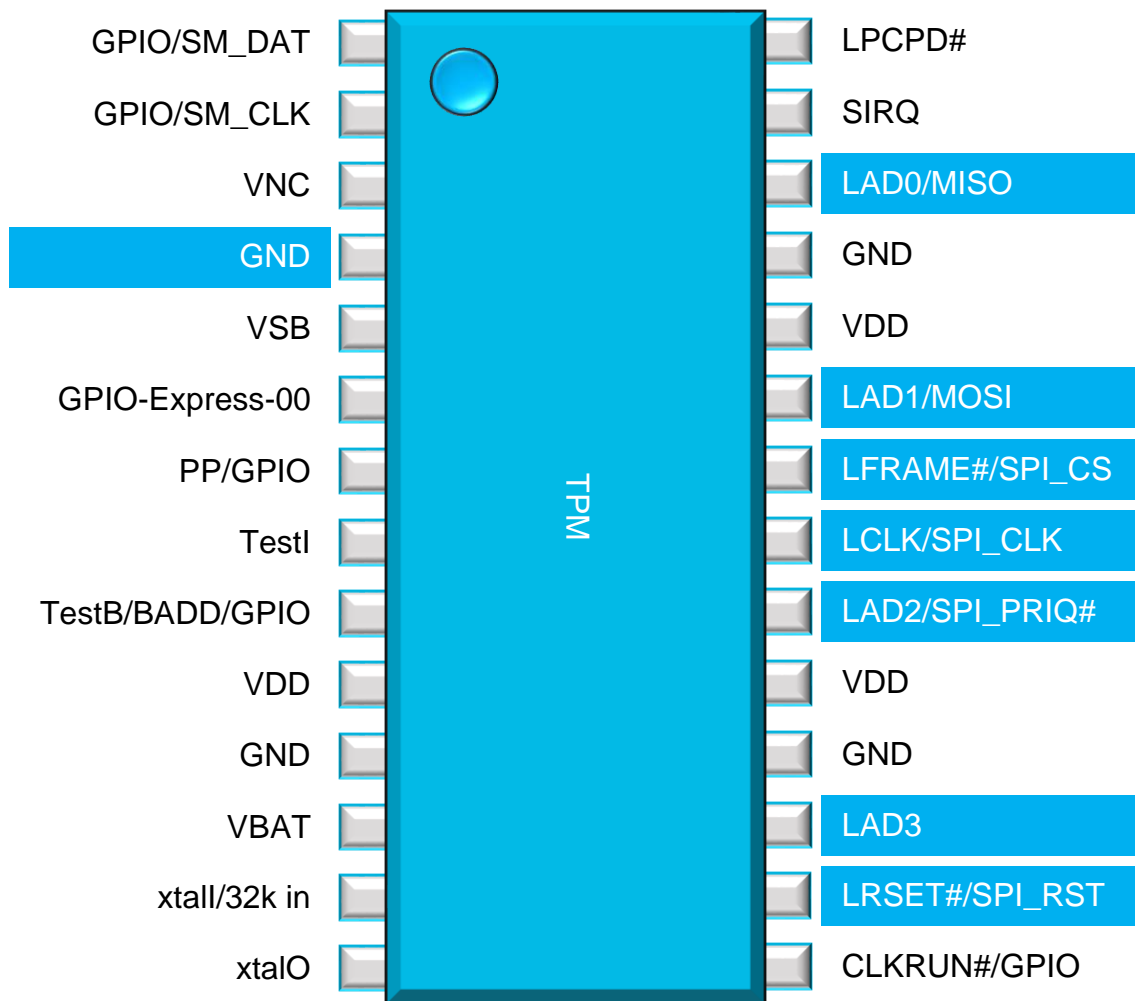 GPIO/SM_DAT
LPCPD#
GPIO/SM_CLK
SIRQ
VNC
LAD0/MISO
GND
GND
VSB
VDD
GPIO-Express-00
LAD1/MOSI
PP/GPIO
LFRAME#/SPI_CS
TPM
TestI
LCLK/SPI_CLK
TestB/BADD/GPIO
LAD2/SPI_PRIQ#
VDD
VDD
GND
GND
VBAT
LAD3
xtalI/32k in
LRSET#/SPI_RST
xtalO
CLKRUN#/GPIO